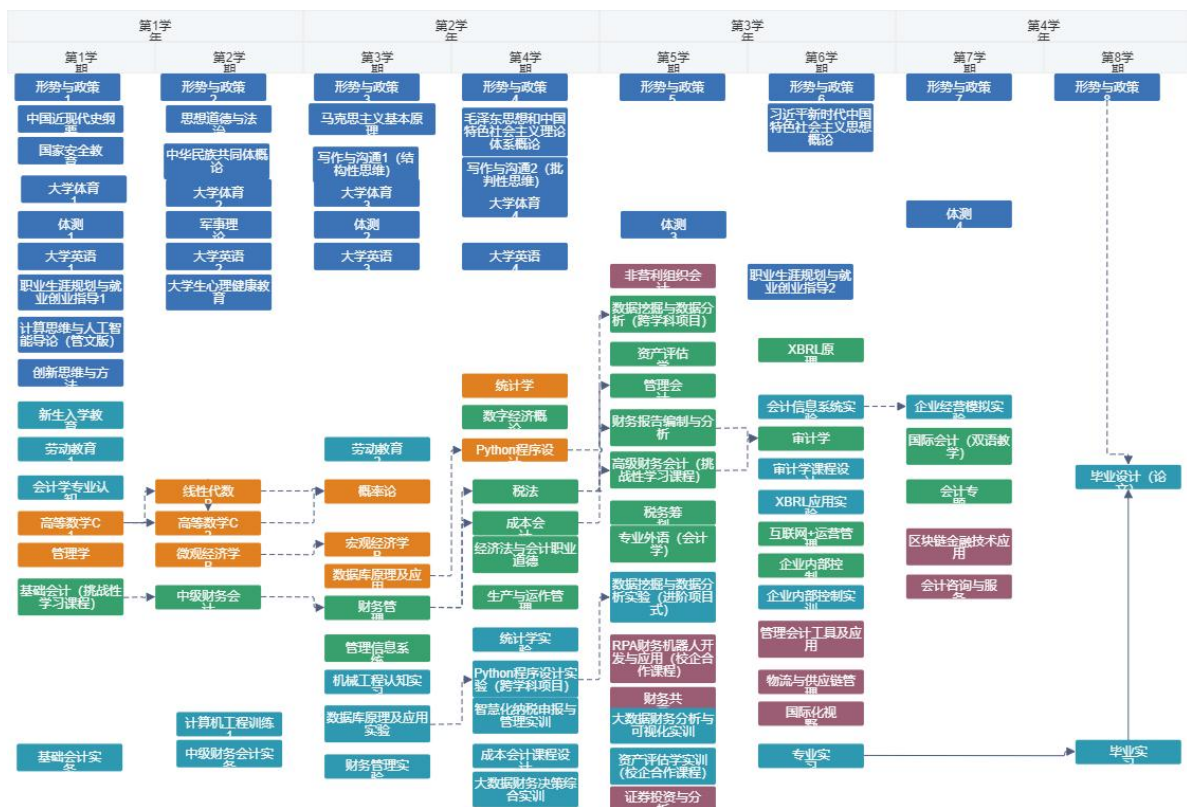 第1学年
第2学年
第3学年
第4学年
第1学期
第2学期
第3学期
第4学期
第5学期
第6学期
第7学期
第8学期
形势与政策1
形势与政策2
形势与政策3
形势与政策4
形势与政策5
形势与政策6
形势与政策7
形势与政策8
中国近现代史纲要
思想道德与法治
马克思主义基本原理
毛泽东思想和中国
特色社会主义理论
体系概论
习近平新时代中国
特色社会主义思想
概论
国家安全教育
中华民族共同体概论
写作与沟通1(结
构性思维)
写作与沟通2(批
判性思维)
大学体育1
大学体育2
大学体育3
大学体育4
体测1
军事理论
体测2
体测3
体测4
大学英语1
大学英语2
大学英语3
大学英语4
职业生涯规划与就
业创业指导1
大学生心理健康教育
非营利组织会计
职业生涯规划与就
业创业指导2
计算思维与人工智
能导论(管文版)
数据挖掘与数据分
析(跨学科项目)
创新思维与方法
资产评估学
XBRL原理
统计学
管理会计
新生入学教育
数字经济概论
财务报告编制与分析
会计信息系统实验
企业经营模拟实验
劳动教育1
劳动教育2
Python程序设计
审计学
国际会计(双语教
学)
会计学专业认知
线性代数B
概率论
税法
高级财务会计(挑
战性学习课程)
审计学课程设计
毕业设计(论文)
高等数学C1
高等数学C2
成本会计
税务筹划
XBRL应用实验
会计专题
管理学
微观经济学B
宏观经济学B
经济法与会计职业
道德
专业外语(会计
学)
互联网+运营管理
区块链金融技术应用
数据库原理及应用
企业内部控制
基础会计(挑战性
学习课程)
中级财务会计
财务管理
生产与运作管理
数据挖掘与数据分
析实验(进阶项目
式)
企业内部控制实训
会计咨询与服务
管理信息系统
统计学实验
RPA财务机器人开
发与应用(校企合
作课程)
管理会计工具及应用
机械工程认知实习
Python程序设计实
验(跨学科项目)
物流与供应链管理
数据库原理及应用
实验
智慧化纳税申报与
管理实训
财务共
国际化视野
计算机工程训练1
大数据财务分析与
可视化实训
基础会计实务
中级财务会计实务
财务管理实验
成本会计课程设计
资产评估学实训
(校企合作课程)
专业实习
毕业实习
大数据财务决策综
合实训
证券投资与分析